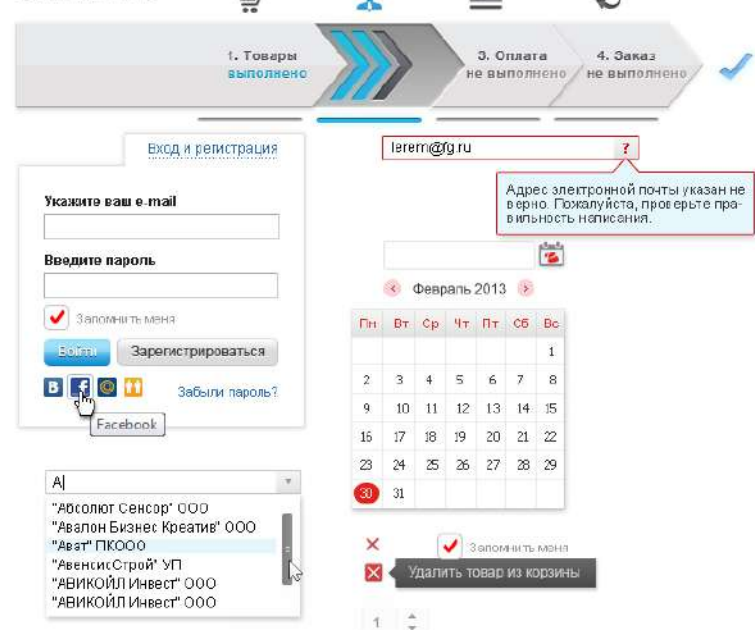 1. Товары
выполнено
3. Оплата
не выполнено
4. Заказ
не выполнено
Вход и регистрация
Укажите ваш e-mail
Введите пароль
Запомнить меня
Войти
Зарегистрироваться
Забыли пароль?
Facebook
А
"Абсолют Сенсор" ООО
"Авалон Бизнес Креатив" ООО
"Ават" ПКООО
"АвенсисСтрой" УП
"АВИКОЙЛ Инвест" ООО
"АВИКОЙЛ Инвест" ООО
lerem@fg.ru ?
Адрес электронной почты указан не
верно. Пожалуйста, проверьте пра-
вильность написания.
Февраль 2013
Пн Вт Ср Чт Пт Сб Вс
1
2 3 4 5 6 7 8
9 10 11 12 13 14 15
16 17 18 19 20 21 22
23 24 25 26 27 28 29
30 31
Запомнить меня
Удалить товар из корзины
1